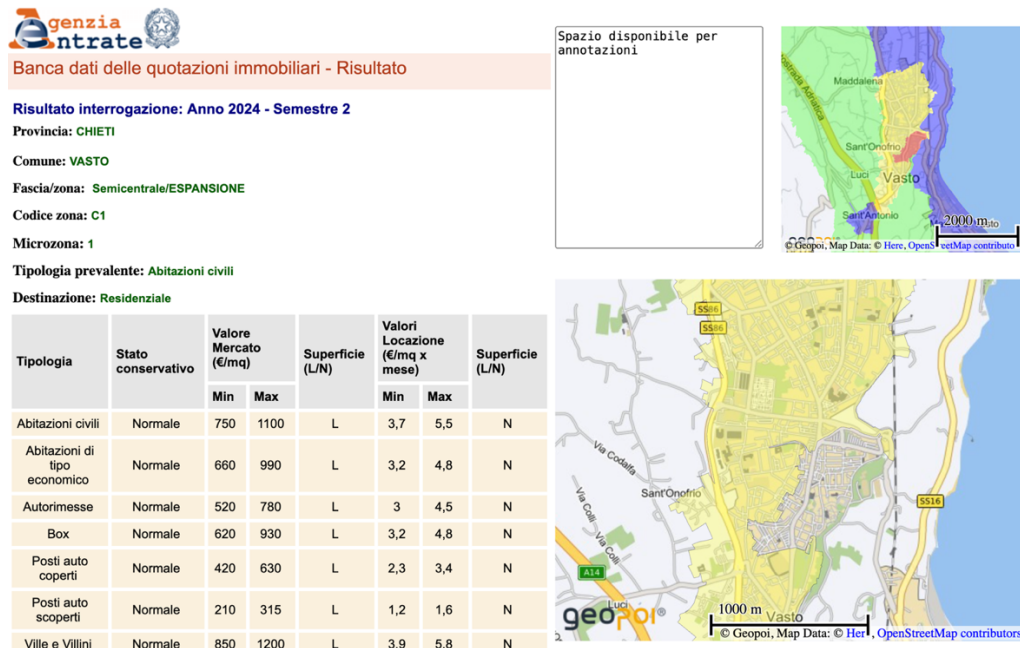 Agenzia
Entrate
Banca dati delle quotazioni immobiliari - Risultato
Risultato interrogazione: Anno 2024 - Semestre 2
Provincia: CHIETI
Comune: VASTO
Fascia/zona: Semicentrale/ESPANSIONE
Codice zona: C1
Microzona: 1
Tipologia prevalente: Abitazioni civili
Destinazione: Residenziale
Tipologia
Stato
conservativo
Valore
Mercato
(€/mq)
Superficie
(L/N)
Valori
Locazione
(€/mq x
mese)
Superficie
(L/N)
Min Max Min Max
Abitazioni civili Normale 750 1100 L 3,7 5,5 N
Abitazioni di
tipo
economico
Normale 660 990 L 3,2 4,8 N
Autorimesse Normale 520 780 L 3 4,5 N
Box Normale 620 930 L 3,2 4,8 N
Posti auto
coperti
Normale 420 630 L 2,3 3,4 N
Posti auto
scoperti
Normale 210 315 L 1,2 1,6 N
Ville e Villini Normale 850 1200 L 3,9 5,8 N
Spazio disponibile per
annotazioni
Maddalena
Sant'Onofrio
Luci
Vasto
Sant'Antonio
2000 m
© Geopoi, Map Data: © Here, OpenStreetMap contributo
SS86
SS86
Via Codalfa
Sant'Onofrio
Via Colli
Via Colli
SS16
A14
Luci
geopoi®
1000 m
Vasto
© Geopoi, Map Data: © Her , OpenStreetMap contributors